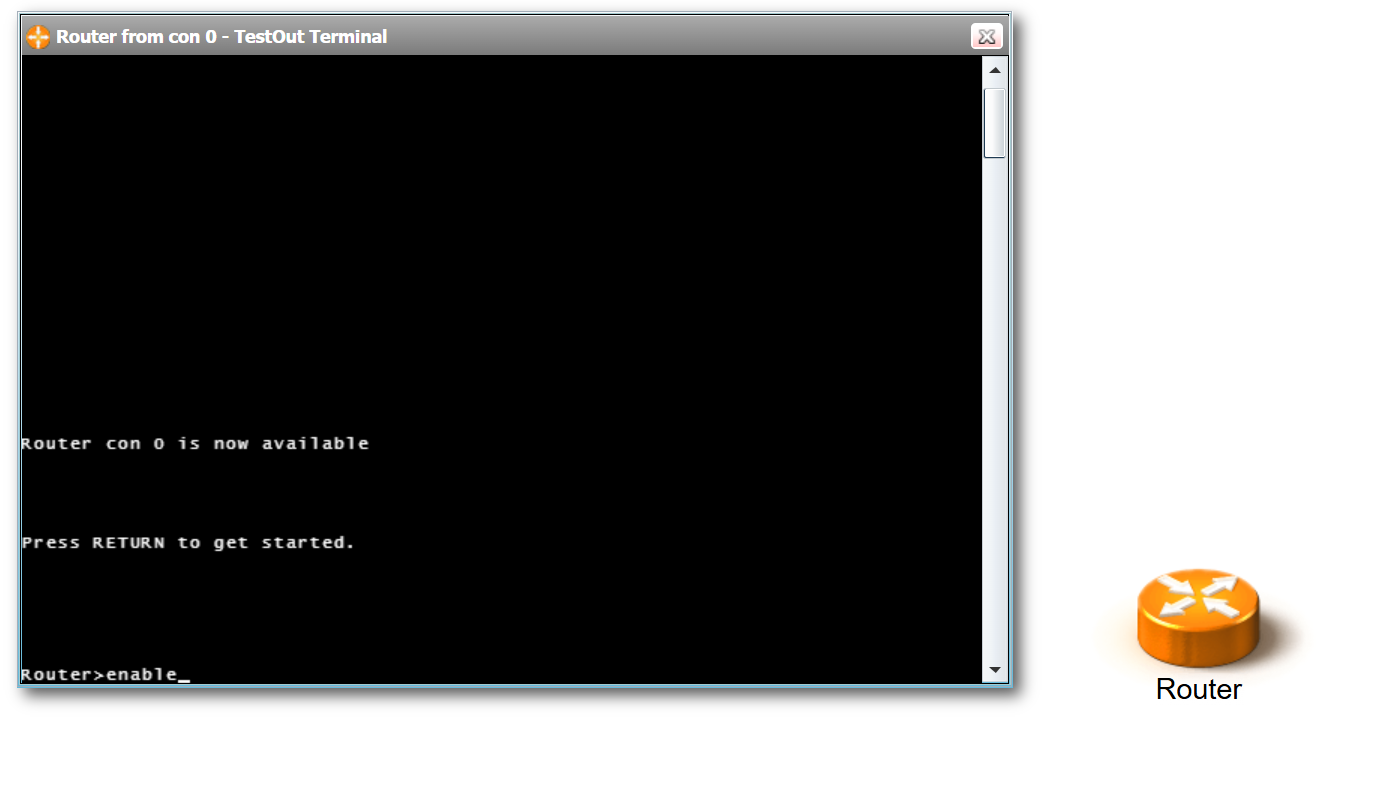 Router from con 0 - TestOut Terminal
Router con 0 is now available
Press RETURN to get started.
Router>enable_
Router